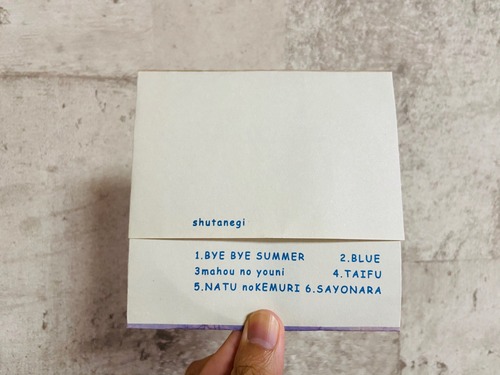 shutanegi
1.BYE BYE SUMMER 2.BLUE
3mahou no youni 4.TAIFU
5.NATU noKEMURI 6.SAYONARA